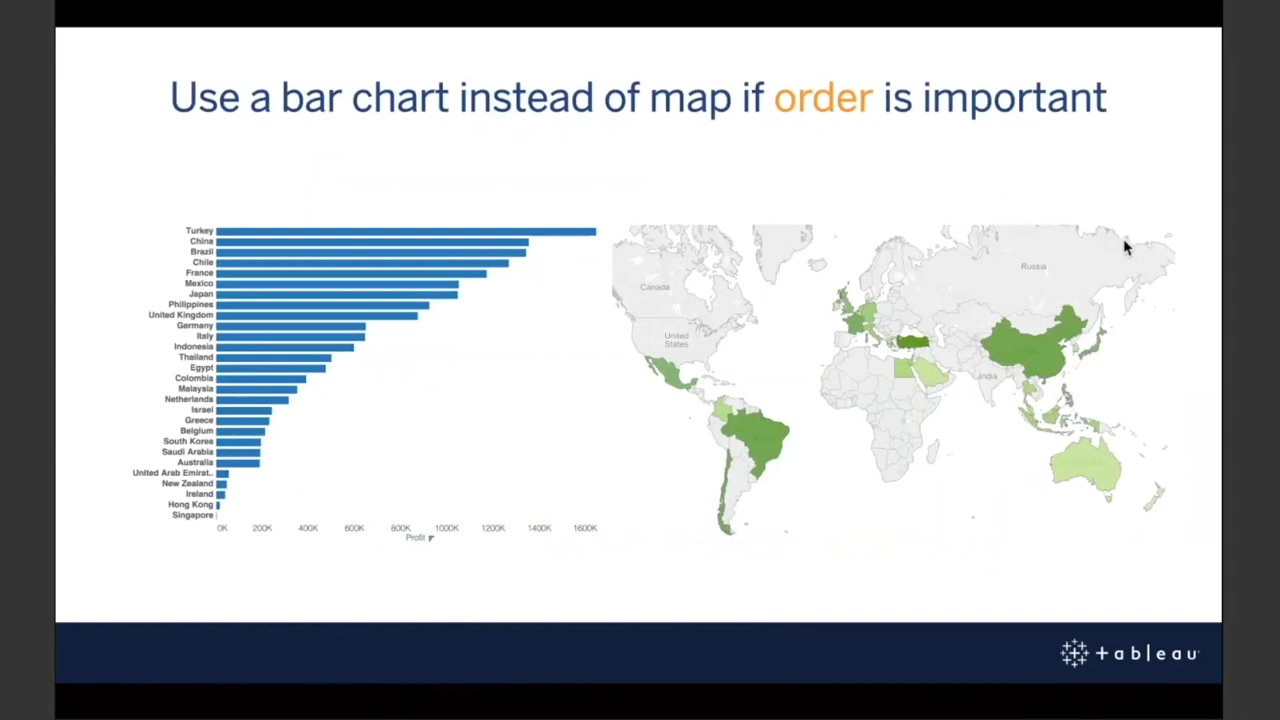 Use a bar chart instead of map if order is important
Turkey
China
Brazil
Chile
France
Mexico
Japan
Philippines
United Kingdom
Germany
Italy
Indonesia
Thailand
Egypt
Colombia
Malaysia
Netherlands
Israel
Greece
Belgium
South Korea
Saudi Arabia
Australia
United Arab Emirat..
New Zealand
Ireland
Hong Kong
Singapore
0K 200K 400K 600K 800K 1000K 1200K 1400K 1600K
Profit
Russia
Canada
United
States
India
+ableau